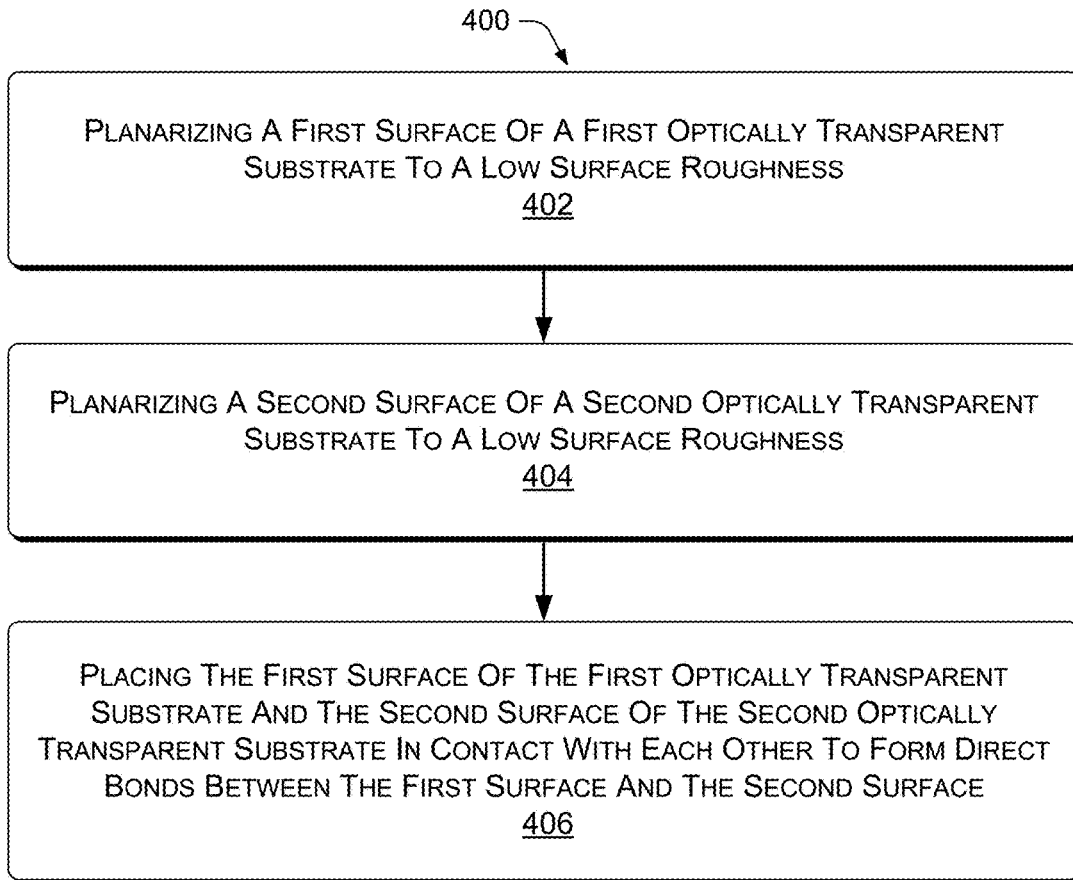 400
PLANARIZING A FIRST SURFACE OF A FIRST OPTICALLY TRANSPARENT
SUBSTRATE TO A LOW SURFACE ROUGHNESS
402
PLANARIZING A SECOND SURFACE OF A SECOND OPTICALLY TRANSPARENT
SUBSTRATE TO A LOW SURFACE ROUGHNESS
404
PLACING THE FIRST SURFACE OF THE FIRST OPTICALLY TRANSPARENT
SUBSTRATE AND THE SECOND SURFACE OF THE SECOND OPTICALLY
TRANSPARENT SUBSTRATE IN CONTACT WITH EACH OTHER TO FORM DIRECT
BONDS BETWEEN THE FIRST SURFACE AND THE SECOND SURFACE
406